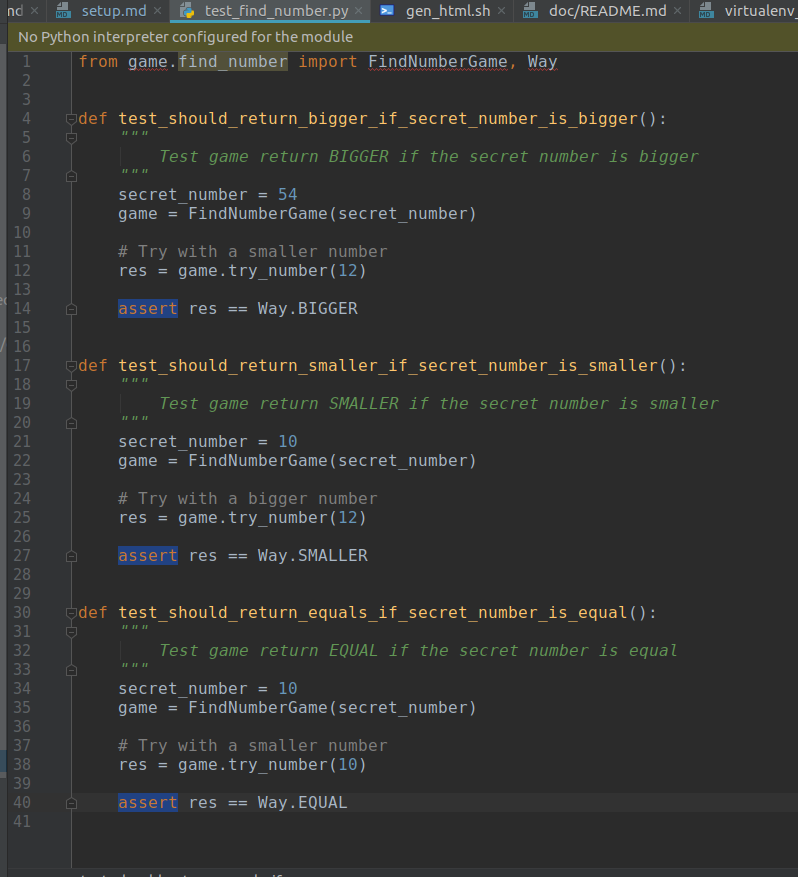 nd setup.md test_find_number.py gen_html.sh doc/README.md virtualenv_
No Python interpreter configured for the module
1 from game.find_number import FindNumberGame, Way
2
3
4 def test_should_return_bigger_if_secret_number_is_bigger():
5 """
6 Test game return BIGGER if the secret number is bigger
7 """
8 secret_number = 54
9 game = FindNumberGame(secret_number)
10
11 # Try with a smaller number
12 res = game.try_number(12)
13
14 assert res == Way.BIGGER
15
16
17 def test_should_return_smaller_if_secret_number_is_smaller():
18 """
19 Test game return SMALLER if the secret number is smaller
20 """
21 secret_number = 10
22 game = FindNumberGame(secret_number)
23
24 # Try with a bigger number
25 res = game.try_number(12)
26
27 assert res == Way.SMALLER
28
29
30 def test_should_return_equals_if_secret_number_is_equal():
31 """
32 Test game return EQUAL if the secret number is equal
33 """
34 secret_number = 10
35 game = FindNumberGame(secret_number)
36
37 # Try with a smaller number
38 res = game.try_number(10)
39
40 assert res == Way.EQUAL
41